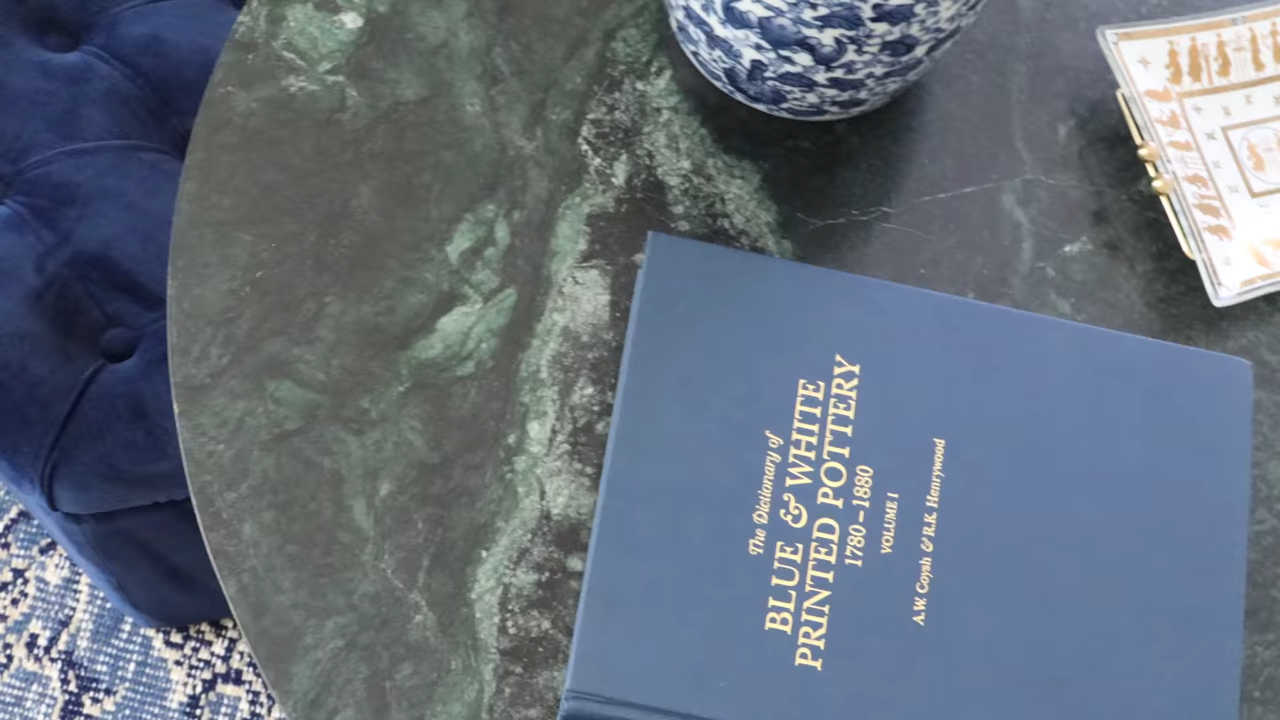 The Dictionary of
BLUE & WHITE
PRINTED POTTERY
1780–1880
VOLUME I
A.W. Coysh & R.K. Henrywood